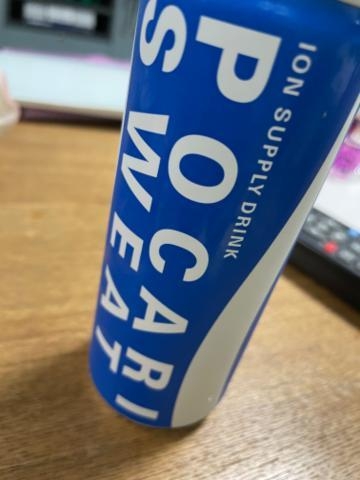 ION SUPPLY DRINK
POCARI
SWEAT